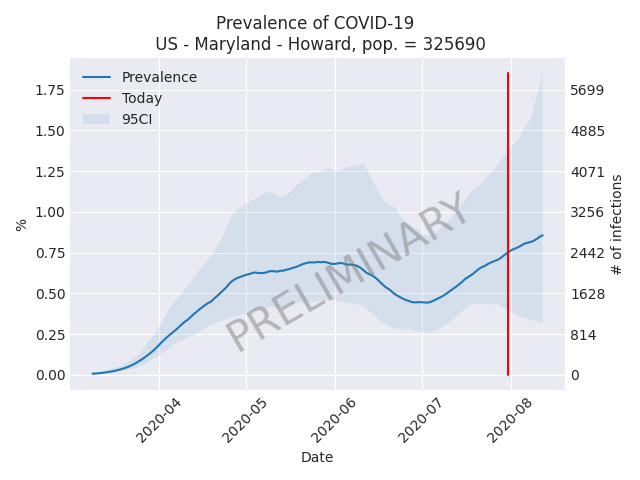 Prevalence of COVID-19
US - Maryland - Howard, pop. = 325690
Prevalence
Today
95CI
PRELIMINARY
%
1.75
1.50
1.25
1.00
0.75
0.50
0.25
0.00
5699
4885
4071
3256
2442
1628
814
0
# of infections
2020-04
2020-05
2020-06
2020-07
2020-08
Date